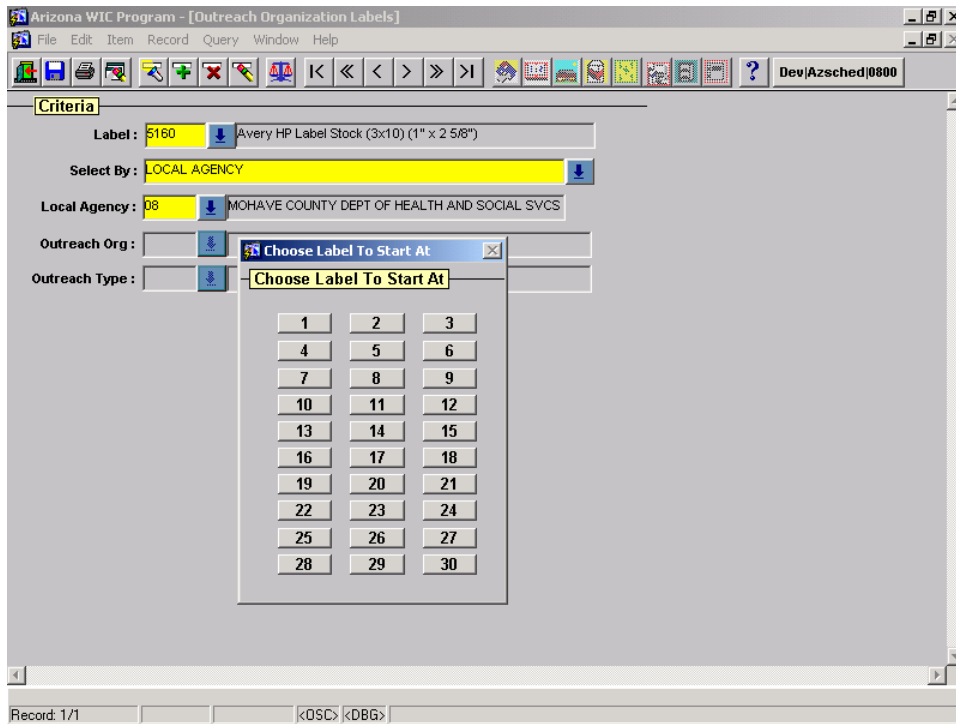 Arizona WIC Program - [Outreach Organization Labels]
File Edit Item Record Query Window Help
? Dev|Azsched|0800
Criteria
Label : 5160 Avery HP Label Stock (3x10) (1" x 2 5/8")
Select By : LOCAL AGENCY
Local Agency : 08 MOHAVE COUNTY DEPT OF HEALTH AND SOCIAL SVCS
Outreach Org :
Outreach Type :
Choose Label To Start At
Choose Label To Start At
1 2 3
4 5 6
7 8 9
10 11 12
13 14 15
16 17 18
19 20 21
22 23 24
25 26 27
28 29 30
Record: 1/1 <OSC> <DBG>